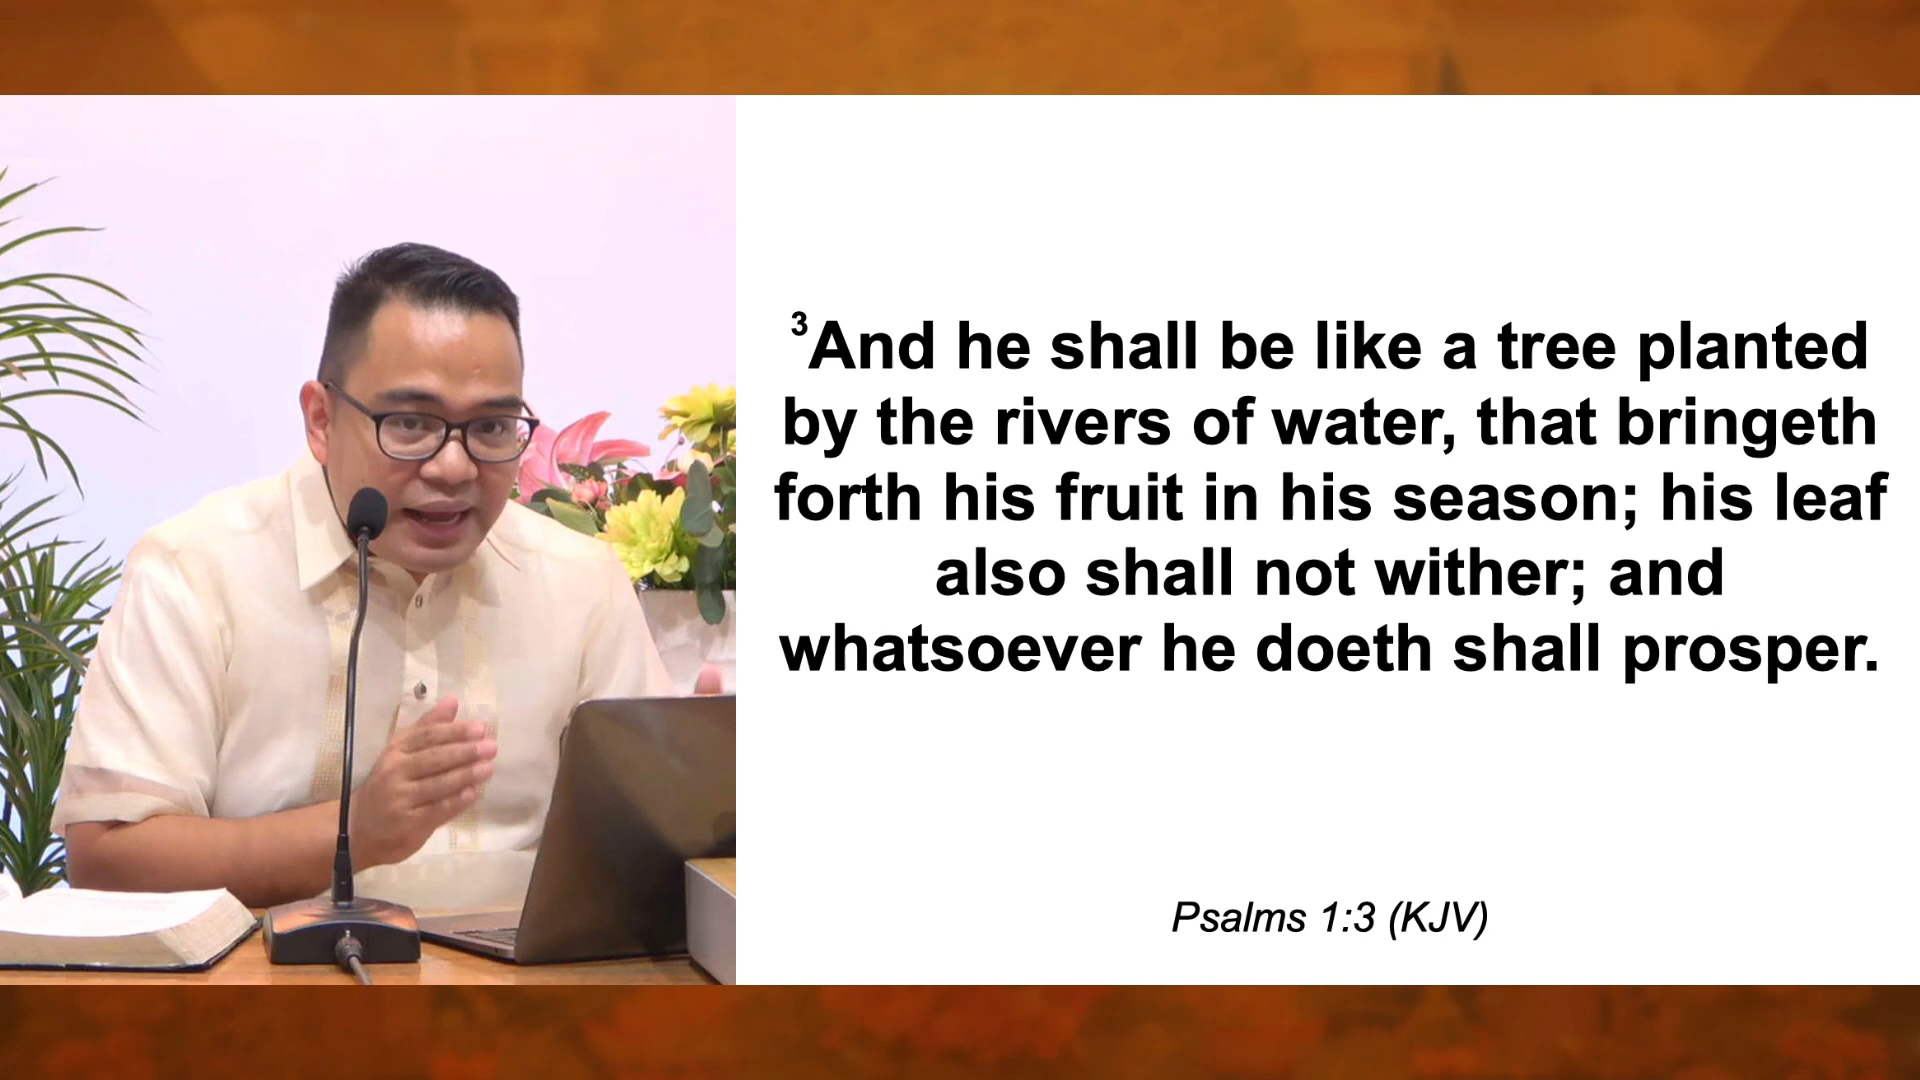 ³And he shall be like a tree planted
by the rivers of water, that bringeth
forth his fruit in his season; his leaf
also shall not wither; and
whatsoever he doeth shall prosper.
Psalms 1:3 (KJV)